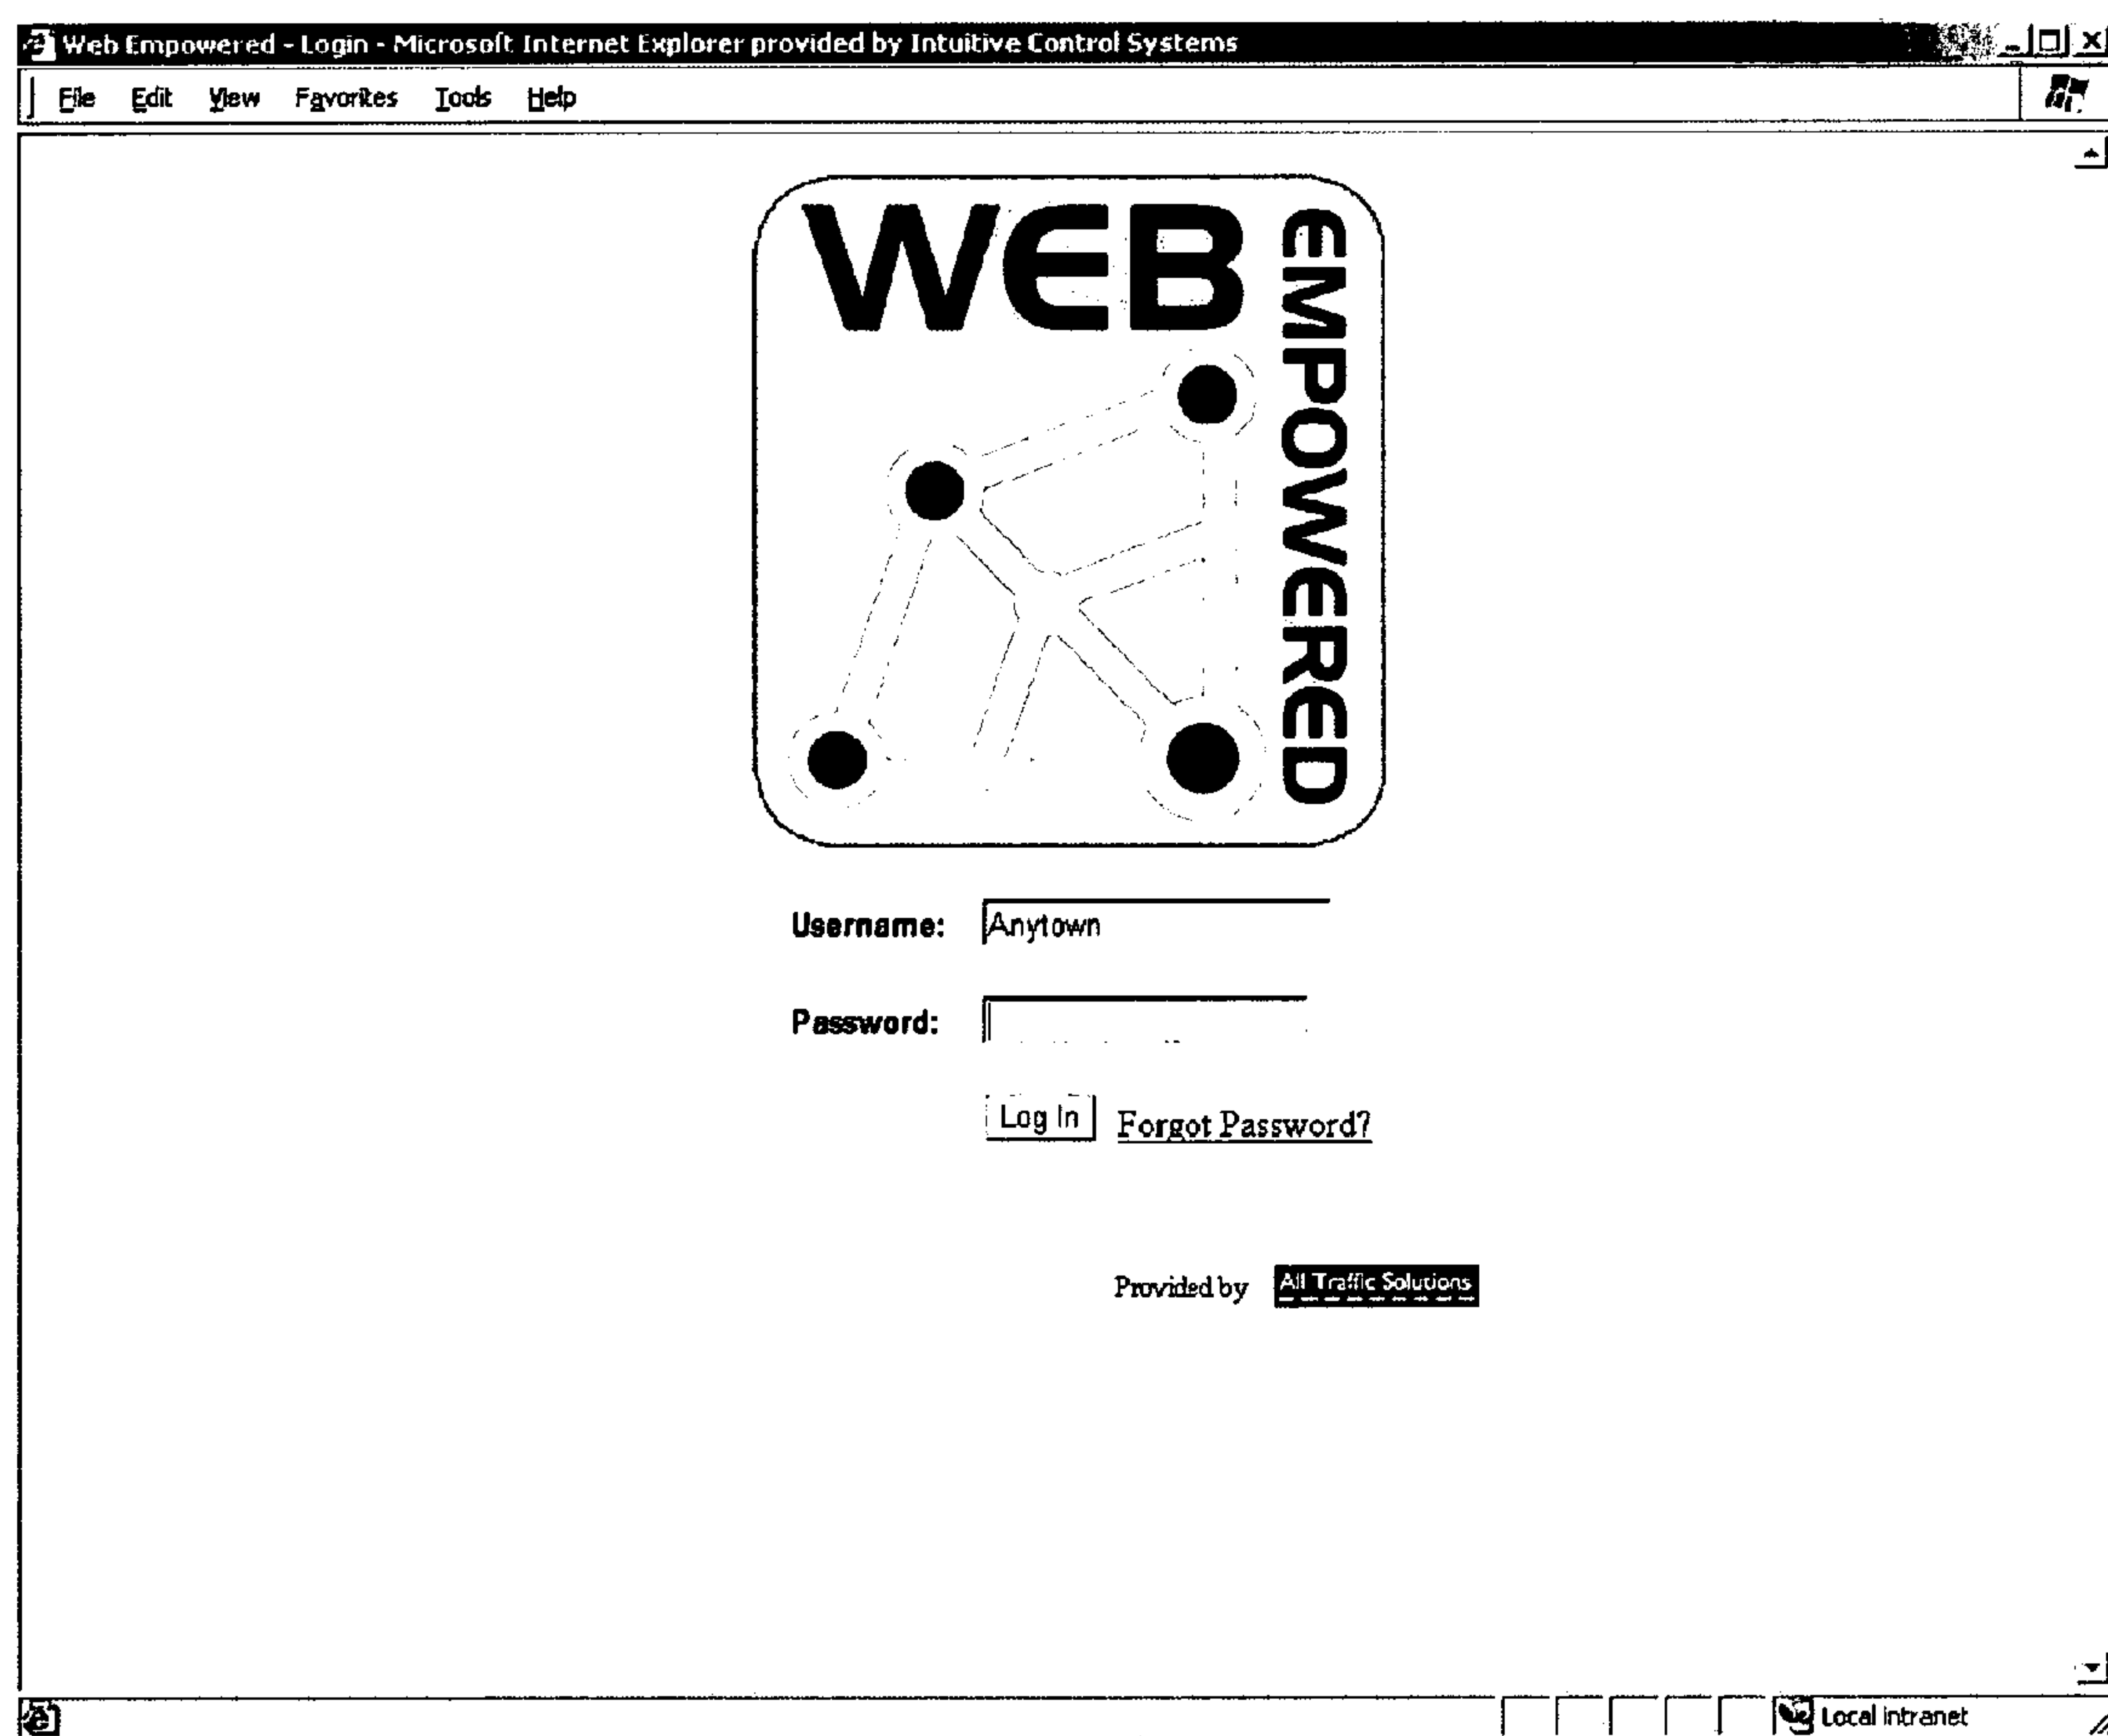 Web Empowered - Login - Microsoft Internet Explorer provided by Intuitive Control Systems
File Edit View Favorites Tools Help
WEB
EMPOWERED
Username: Anytown
Password:
Log In Forgot Password?
Provided by All Traffic Solutions
Local intranet